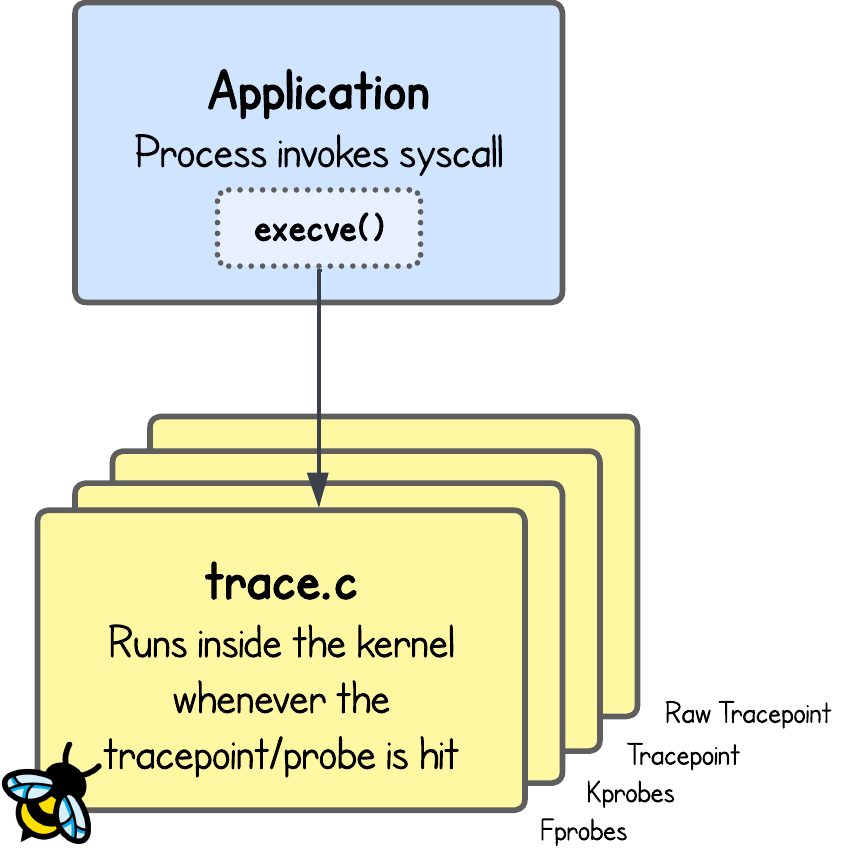 Application
Process invokes syscall
execve()
trace.c
Runs inside the kernel
whenever the
tracepoint/probe is hit
Raw Tracepoint
Tracepoint
Kprobes
Fprobes